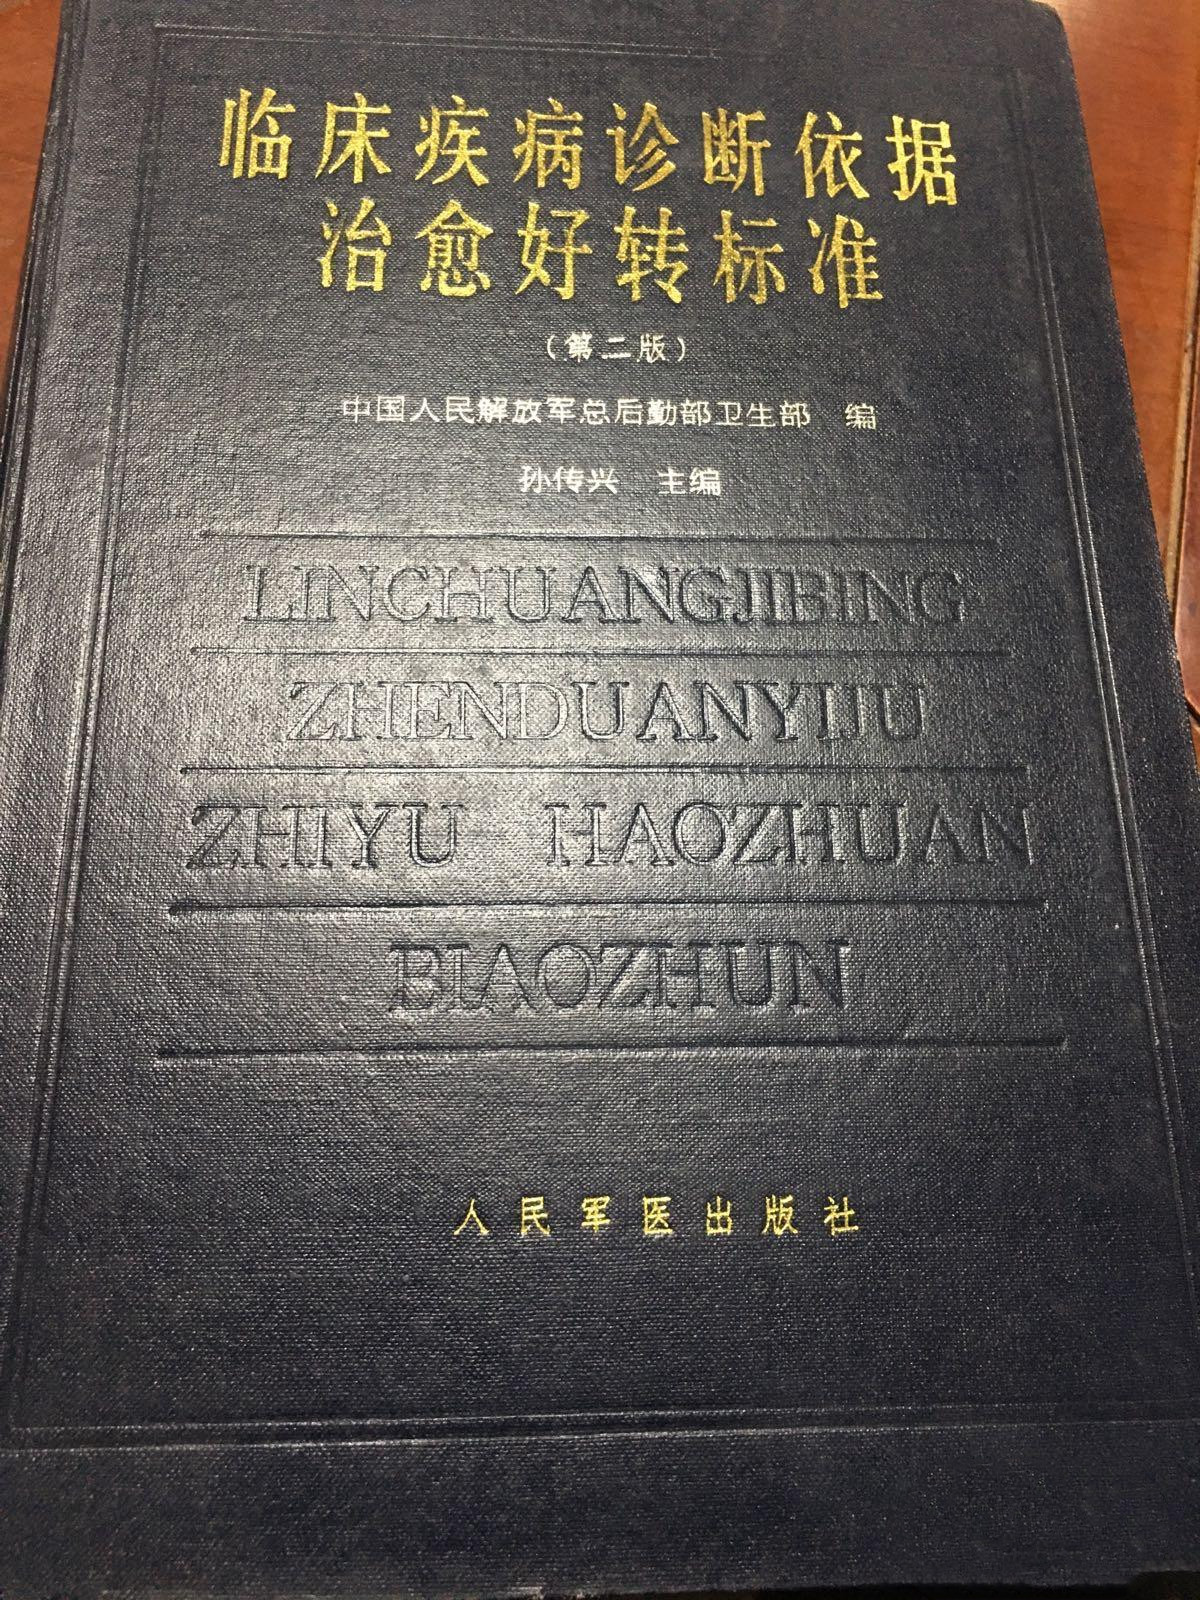 临床疾病诊断依据
治愈好转标准
（第二版）
中国人民解放军总后勤部卫生部 编
孙传兴 主编
LINCHUANGJIBING
ZHENDUANYIJU
ZHIYU HAOZHUAN
BIAOZHUN
人民军医出版社